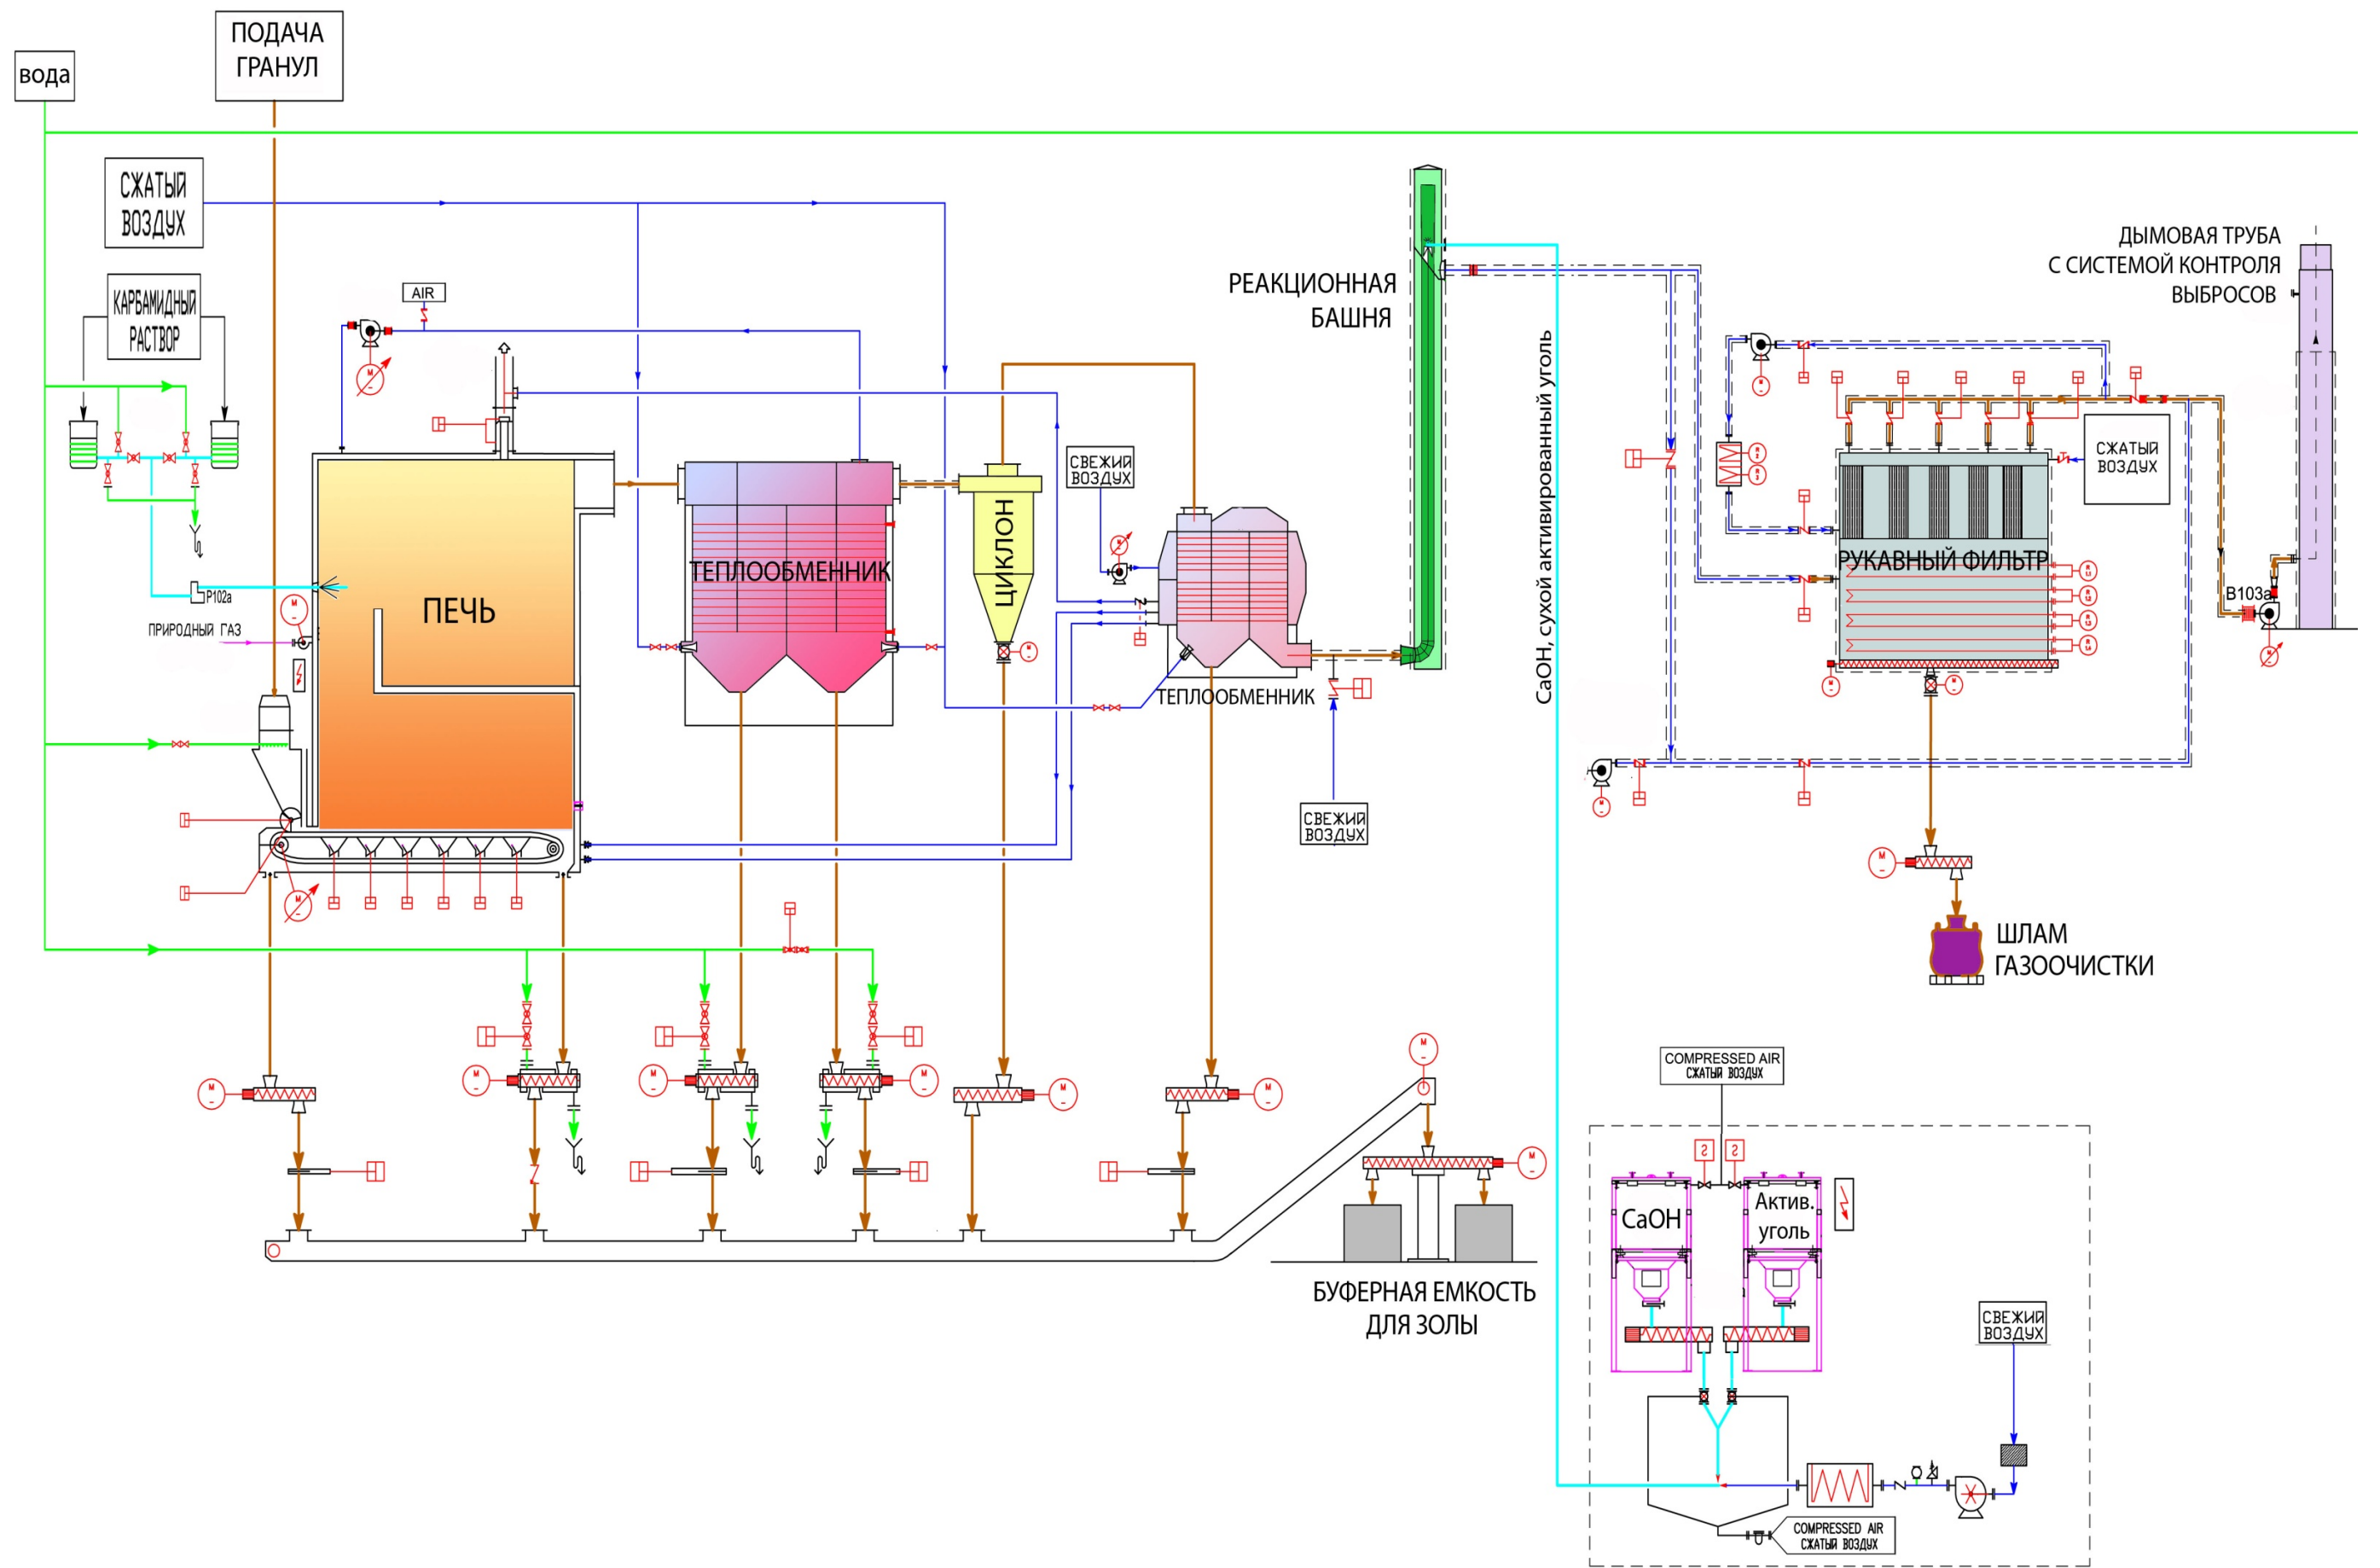 ПОДАЧА
ГРАНУЛ
вода
СЖАТЫЙ
ВОЗДУХ
КАРБАМИДНЫЙ
РАСТВОР
AIR
M
P102a
ПРИРОДНЫЙ ГАЗ
M
ПЕЧЬ
ТЕПЛООБМЕННИК
ЦИКЛОН
M
СВЕЖИЙ
ВОЗДУХ
M
ТЕПЛООБМЕННИК
РЕАКЦИОННАЯ
БАШНЯ
СВЕЖИЙ
ВОЗДУХ
CaOH, сухой активированный уголь
ДЫМОВАЯ ТРУБА
С СИСТЕМОЙ КОНТРОЛЯ
ВЫБРОСОВ
M
СЖАТЫЙ
ВОЗДУХ
РУКАВНЫЙ ФИЛЬТР
B103a
M
M
M
M
M
ШЛАМ
ГАЗООЧИСТКИ
M
M
M
M
M
M
M
M
M
БУФЕРНАЯ ЕМКОСТЬ
ДЛЯ ЗОЛЫ
COMPRESSED AIR
СЖАТЫЙ ВОЗДУХ
CaOH
Актив.
уголь
СВЕЖИЙ
ВОЗДУХ
COMPRESSED AIR
СЖАТЫЙ ВОЗДУХ